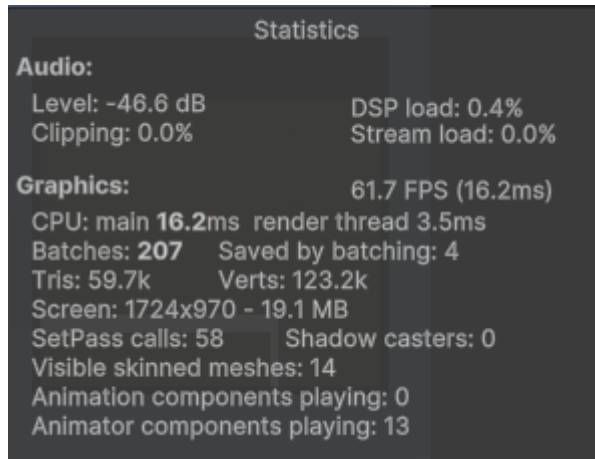 Statistics
Audio:
Level: -46.6 dB DSP load: 0.4%
Clipping: 0.0% Stream load: 0.0%
Graphics: 61.7 FPS (16.2ms)
CPU: main 16.2ms render thread 3.5ms
Batches: 207 Saved by batching: 4
Tris: 59.7k Verts: 123.2k
Screen: 1724x970 - 19.1 MB
SetPass calls: 58 Shadow casters: 0
Visible skinned meshes: 14
Animation components playing: 0
Animator components playing: 13